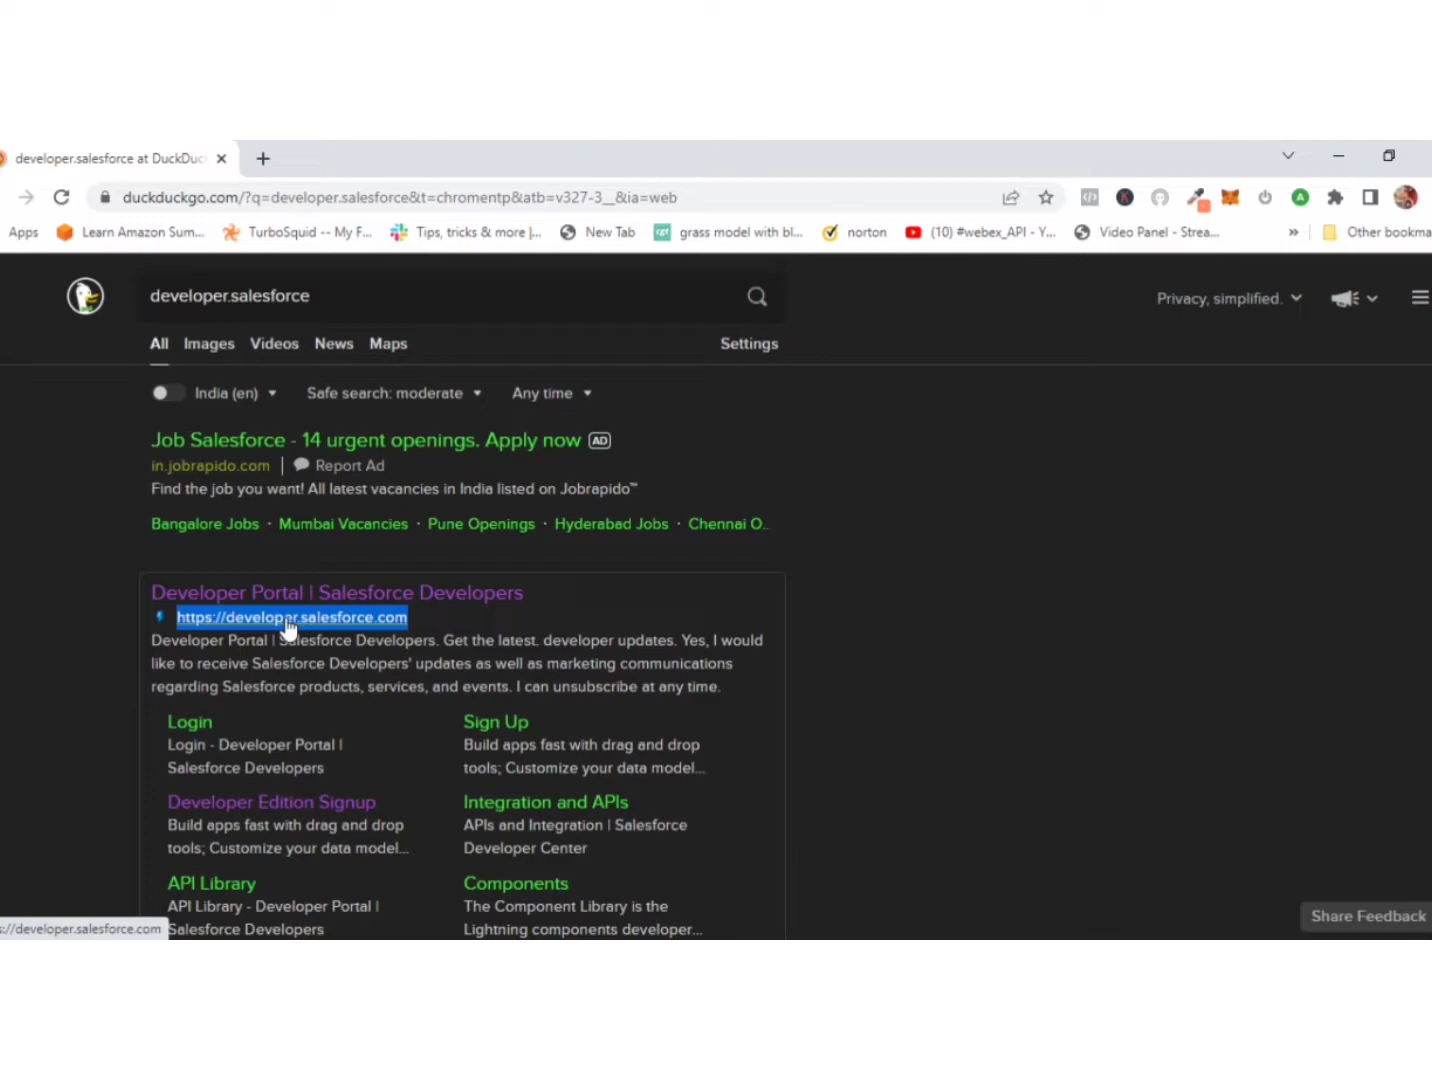 developer.salesforce at DuckDuc
duckduckgo.com/?q=developer.salesforce&t=chromentp&atb=v327-3__&ia=web
Apps Learn Amazon Sum... TurboSquid -- My F... Tips, tricks & more |... New Tab grass model with bl... norton (10) #webex_API - Y... Video Panel - Strea... » Other bookma
developer.salesforce
Privacy, simplified.
All Images Videos News Maps Settings
India (en) Safe search: moderate Any time
Job Salesforce - 14 urgent openings. Apply now AD
in.jobrapido.com | Report Ad
Find the job you want! All latest vacancies in India listed on Jobrapido™
Bangalore Jobs · Mumbai Vacancies · Pune Openings · Hyderabad Jobs · Chennai O..
Developer Portal | Salesforce Developers
https://developer.salesforce.com
Developer Portal | Salesforce Developers. Get the latest. developer updates. Yes, I would
like to receive Salesforce Developers' updates as well as marketing communications
regarding Salesforce products, services, and events. I can unsubscribe at any time.
Login
Login - Developer Portal |
Salesforce Developers
Sign Up
Build apps fast with drag and drop
tools; Customize your data model...
Developer Edition Signup
Build apps fast with drag and drop
tools; Customize your data model...
Integration and APIs
APIs and Integration | Salesforce
Developer Center
API Library
API Library - Developer Portal |
Salesforce Developers
Components
The Component Library is the
Lightning components developer...
Share Feedback
s://developer.salesforce.com